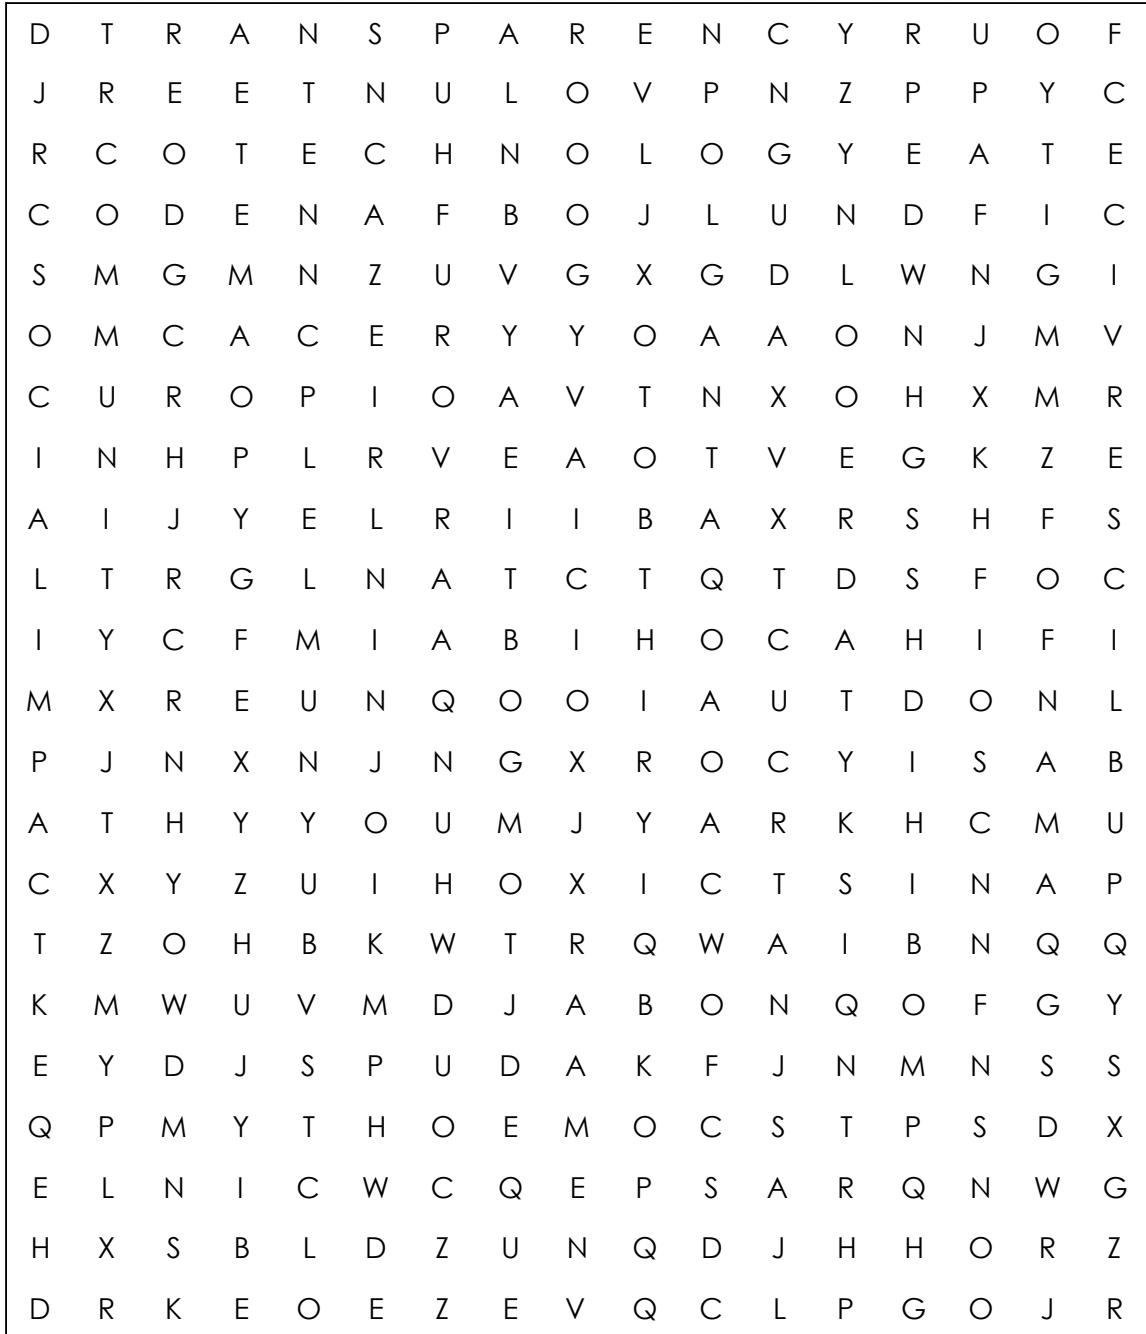 D T R A N S P A R E N C Y R U O F
J R E E T N U L O V P N Z P P Y C
R C O T E C H N O L O G Y E A T E
C O D E N A F B O J L U N D F I C
S M G M N Z U V G X G D L W N G I
O M C A C E R Y Y O A A O N J M V
C U R O P I O A V T N X O H X M R
I N H P L R V E A O T V E G K Z E
A I J Y E L R I I B A X R S H F S
L T R G L N A T C T Q T D S F O C
I Y C F M I A B I H O C A H I F I
M X R E U N Q O O I A U T D O N L
P J N X N J N G X R O C Y I S A B
A T H Y Y O U M J Y A R K H C M U
C X Y Z U I H O X I C T S I N A P
T Z O H B K W T R Q W A I B N Q Q
K M W U V M D J A B O N Q O F G Y
E Y D J S P U D A K F J N M N S S
Q P M Y T H O E M O C S T P S D X
E L N I C W C Q E P S A R Q N W G
H X S B L D Z U N Q D J H H O R Z
D R K E O E Z E V Q C L P G O J R